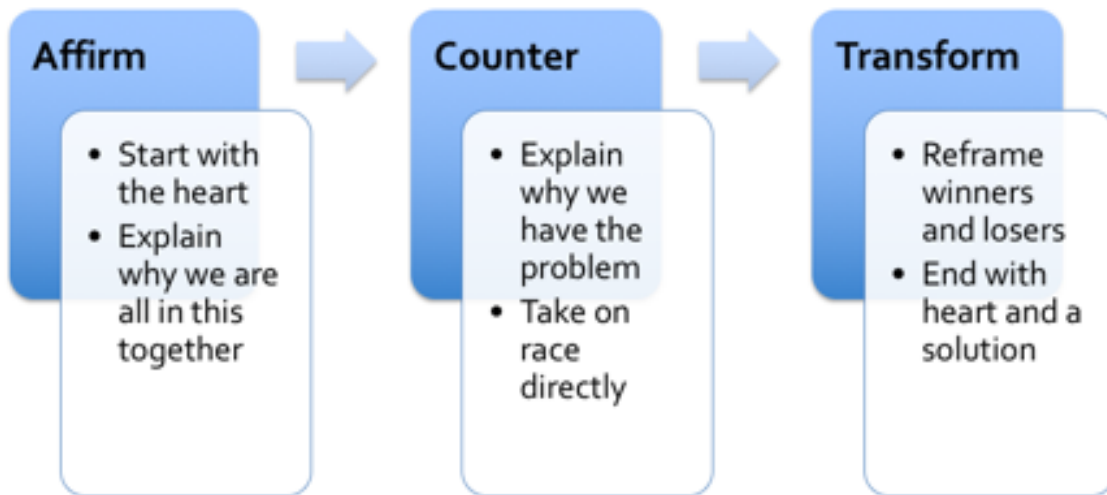 Affirm
• Start with
the heart
• Explain
why we are
all in this
together
Counter
• Explain
why we
have the
problem
• Take on
race
directly
Transform
• Reframe
winners
and losers
• End with
heart and a
solution